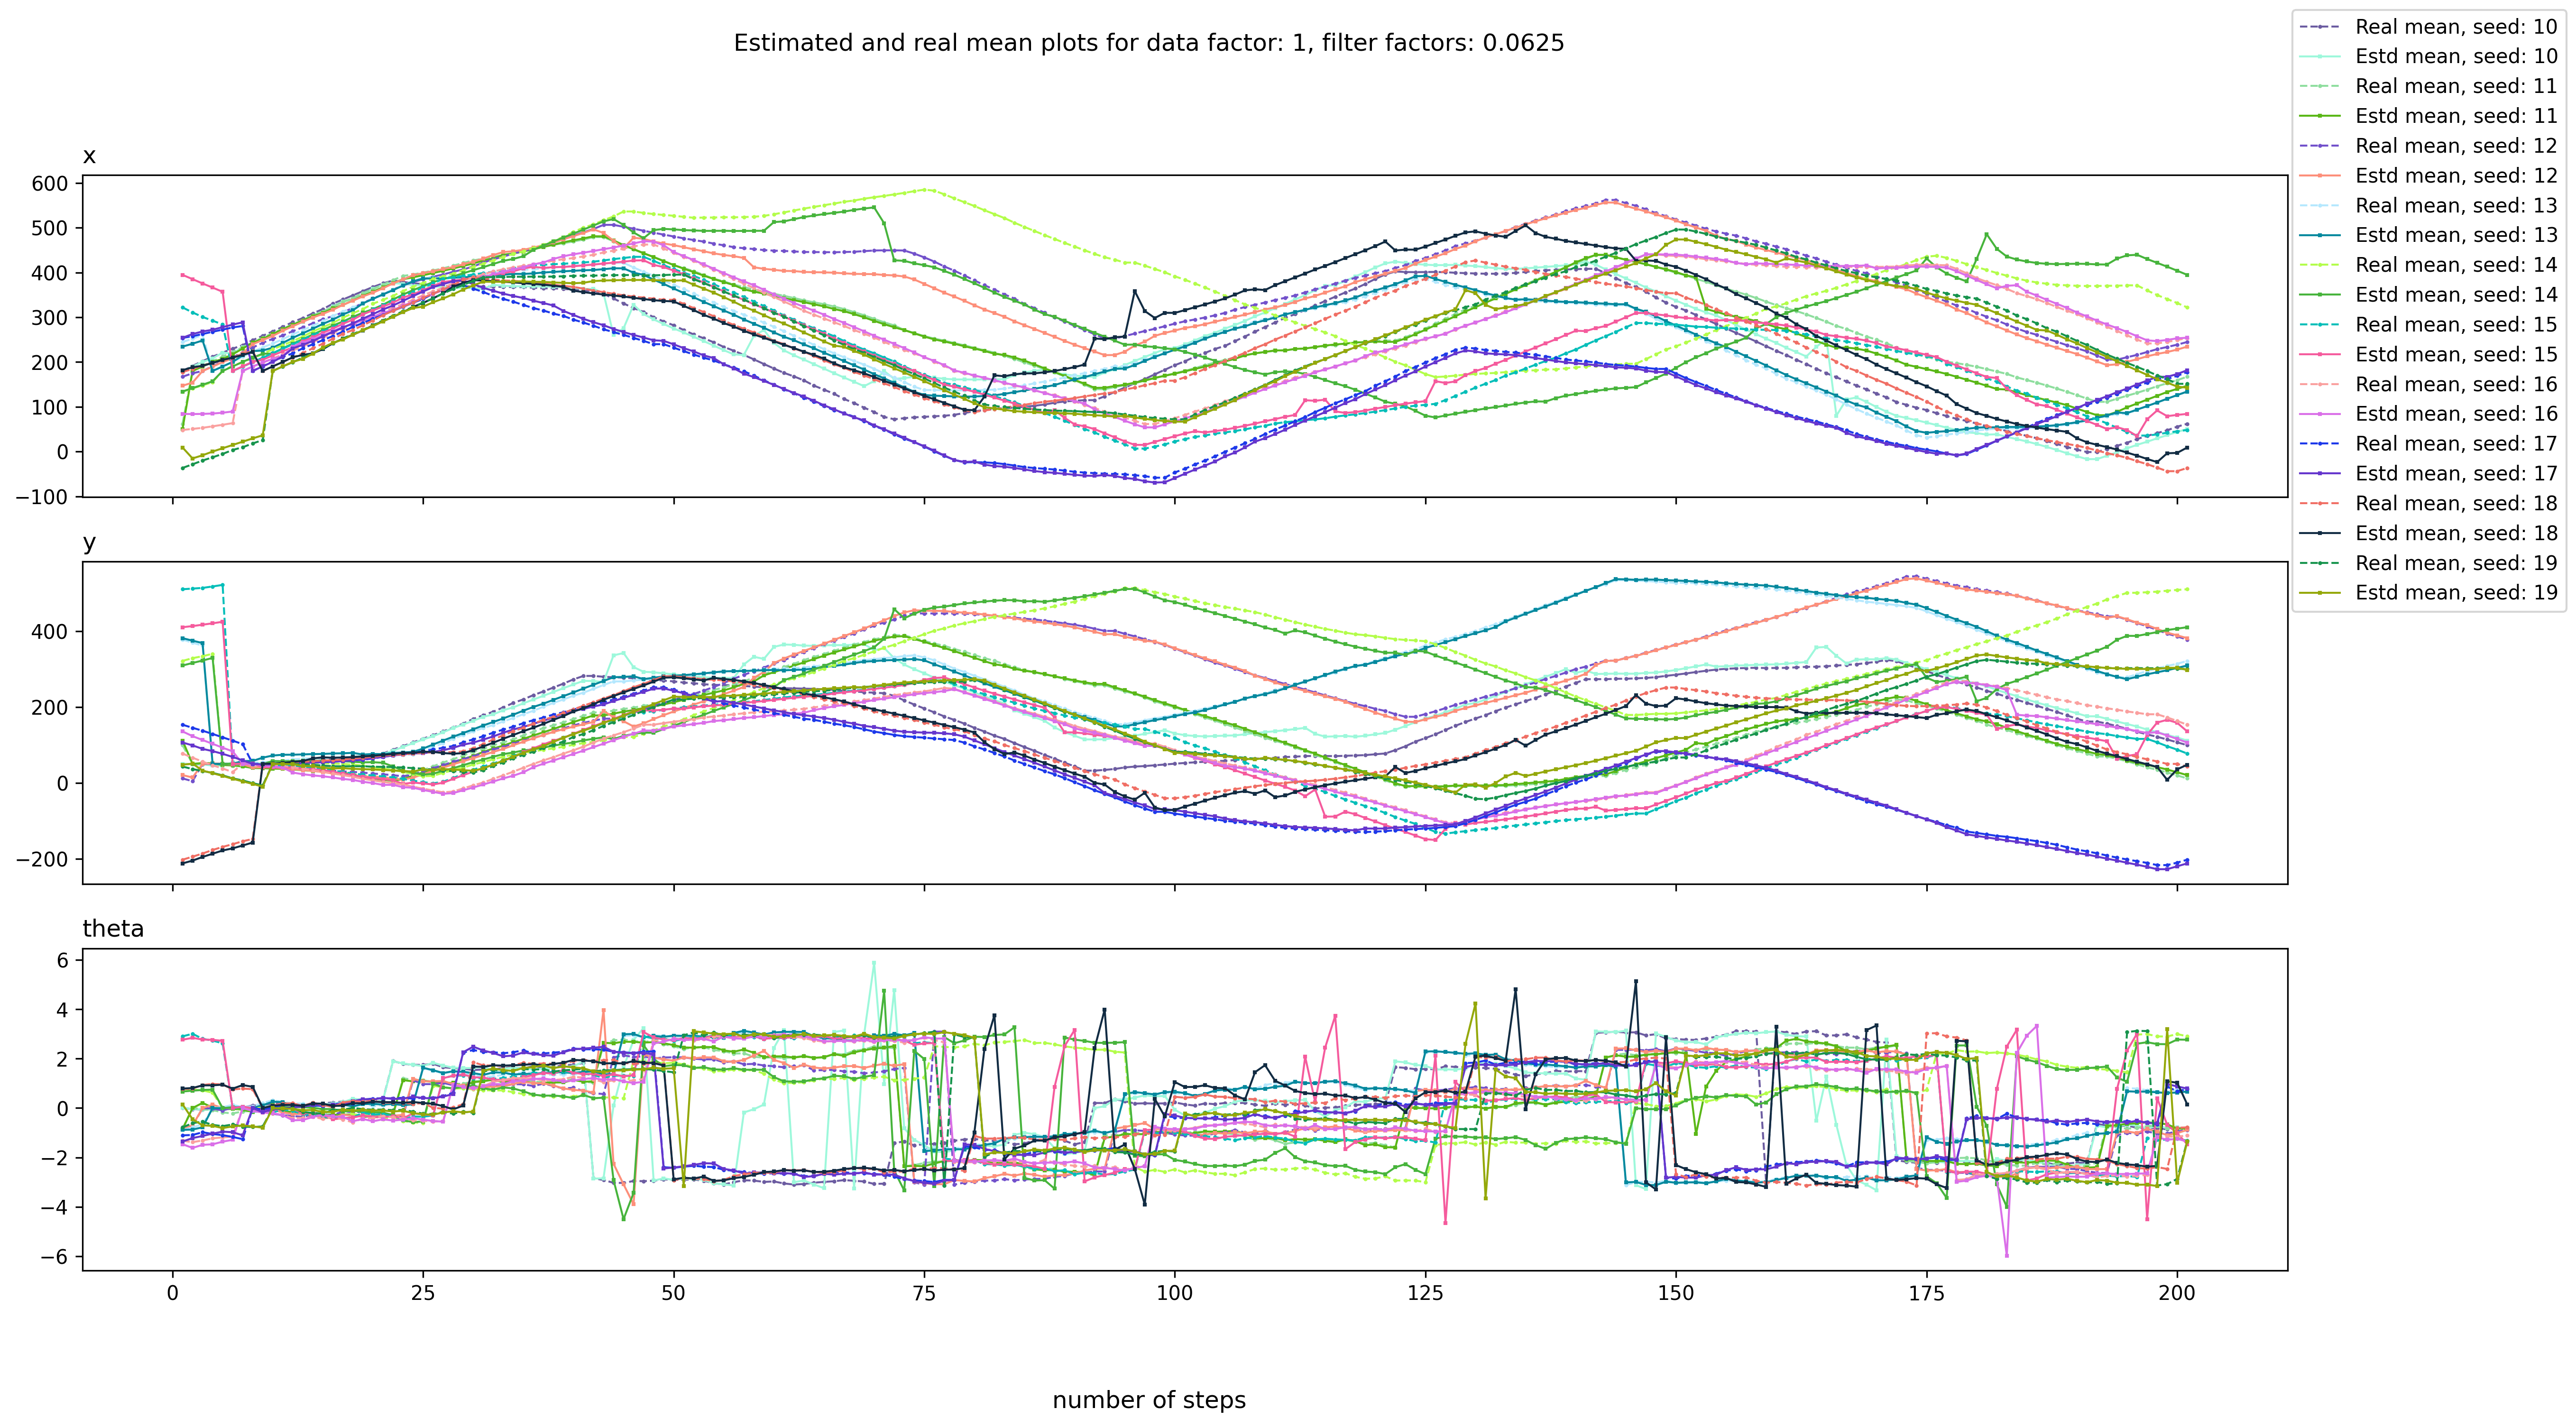 Estimated and real mean plots for data factor: 1, filter factors: 0.0625
Real mean, seed: 10
Estd mean, seed: 10
Real mean, seed: 11
Estd mean, seed: 11
Real mean, seed: 12
Estd mean, seed: 12
Real mean, seed: 13
Estd mean, seed: 13
Real mean, seed: 14
Estd mean, seed: 14
Real mean, seed: 15
Estd mean, seed: 15
Real mean, seed: 16
Estd mean, seed: 16
Real mean, seed: 17
Estd mean, seed: 17
Real mean, seed: 18
Estd mean, seed: 18
Real mean, seed: 19
Estd mean, seed: 19
x
600
500
400
300
200
100
0
−100
y
400
200
0
−200
theta
6
4
2
0
−2
−4
−6
0 25 50 75 100 125 150 175 200
number of steps